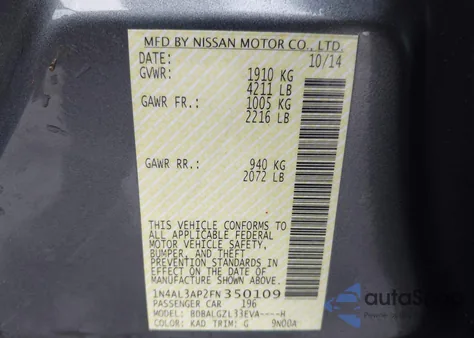 MFD BY NISSAN MOTOR CO., LTD.
DATE: 10/14
GVWR: 1910 KG
4211 LB
GAWR FR.: 1005 KG
2216 LB
GAWR RR.: 940 KG
2072 LB
THIS VEHICLE CONFORMS TO
ALL APPLICABLE FEDERAL
MOTOR VEHICLE SAFETY,
BUMPER, AND THEFT
PREVENTION STANDARDS IN
EFFECT ON THE DATE OF
MANUFACTURE SHOWN ABOVE.
1N4AL3AP2FN350109
PASSENGER CAR 196
MODEL: BDBALGZL33EVA----H
COLOR: KAD TRIM: G 9N00A